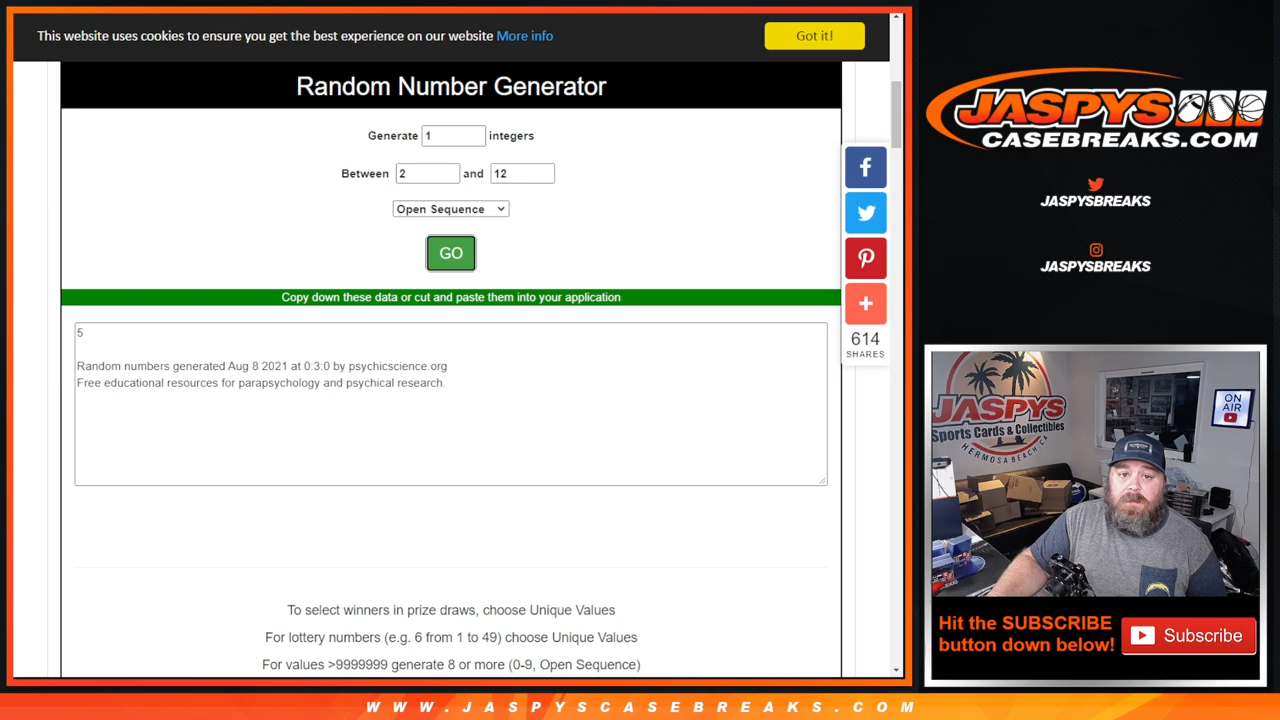 This website uses cookies to ensure you get the best experience on our website More info
Got it!
Random Number Generator
Generate 1 integers
Between 2 and 12
Open Sequence
GO
Copy down these data or cut and paste them into your application
5
Random numbers generated Aug 8 2021 at 0:3:0 by psychicscience.org
Free educational resources for parapsychology and psychical research.
To select winners in prize draws, choose Unique Values
For lottery numbers (e.g. 6 from 1 to 49) choose Unique Values
For values >9999999 generate 8 or more (0-9, Open Sequence)
614
SHARES
JASPYS
CASEBREAKS.COM
JASPYSBREAKS
JASPYSBREAKS
JASPYS
Sports Cards & Collectibles
HERMOSA BEACH, CA
ON
AIR
Hit the SUBSCRIBE
button down below!
Subscribe
WWW.JASPYSCASEBREAKS.COM